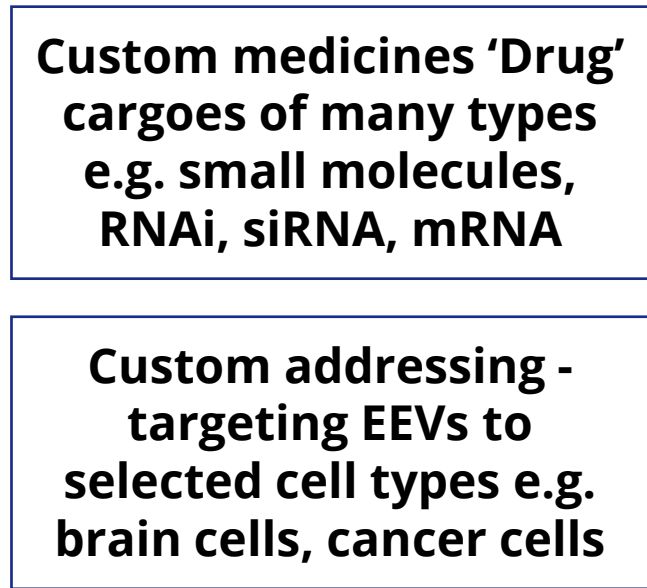 Custom medicines ‘Drug’
cargoes of many types
e.g. small molecules,
RNAi, siRNA, mRNA
Custom addressing -
targeting EEVs to
selected cell types e.g.
brain cells, cancer cells